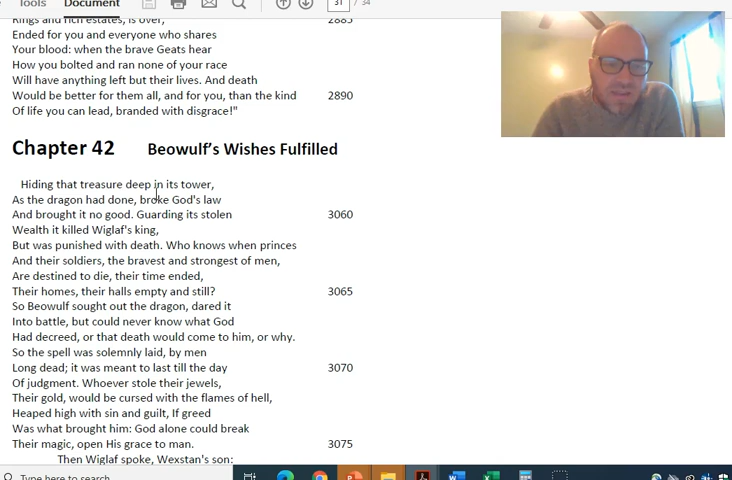 Tools Document 31 / 34
Kings and rich estates, is over, 2885
Ended for you and everyone who shares
Your blood: when the brave Geats hear
How you bolted and ran none of your race
Will have anything left but their lives. And death
Would be better for them all, and for you, than the kind 2890
Of life you can lead, branded with disgrace!"
Chapter 42 Beowulf's Wishes Fulfilled
Hiding that treasure deep in its tower,
As the dragon had done, broke God's law
And brought it no good. Guarding its stolen 3060
Wealth it killed Wiglaf's king,
But was punished with death. Who knows when princes
And their soldiers, the bravest and strongest of men,
Are destined to die, their time ended,
Their homes, their halls empty and still? 3065
So Beowulf sought out the dragon, dared it
Into battle, but could never know what God
Had decreed, or that death would come to him, or why.
So the spell was solemnly laid, by men
Long dead; it was meant to last till the day 3070
Of judgment. Whoever stole their jewels,
Their gold, would be cursed with the flames of hell,
Heaped high with sin and guilt, If greed
Was what brought him: God alone could break
Their magic, open His grace to man. 3075
Then Wiglaf spoke, Wexstan's son:
Type here to search